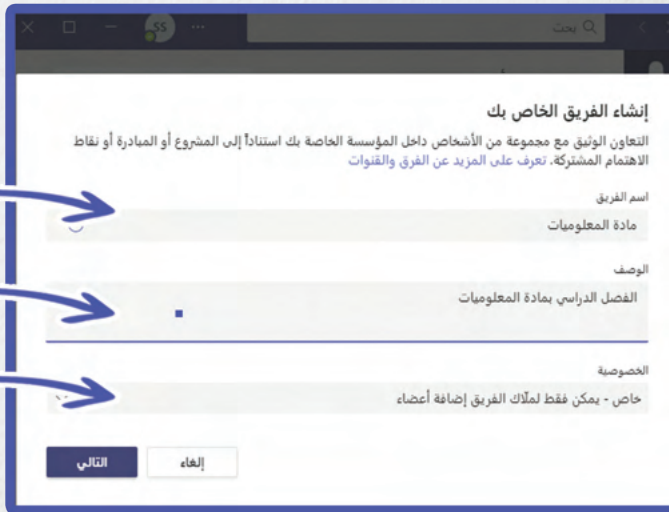 SS
...
بحث
إنشاء الفريق الخاص بك
التعاون الوثيق مع مجموعة من الأشخاص داخل المؤسسة الخاصة بك استناداً إلى المشروع أو المبادرة أو نقاط
الاهتمام المشتركة. تعرف على المزيد عن الفرق والقنوات
اسم الفريق
مادة المعلوميات
الوصف
الفصل الدراسي بمادة المعلوميات
الخصوصية
خاص - يمكن فقط لملّاك الفريق إضافة أعضاء
إلغاء
التالي